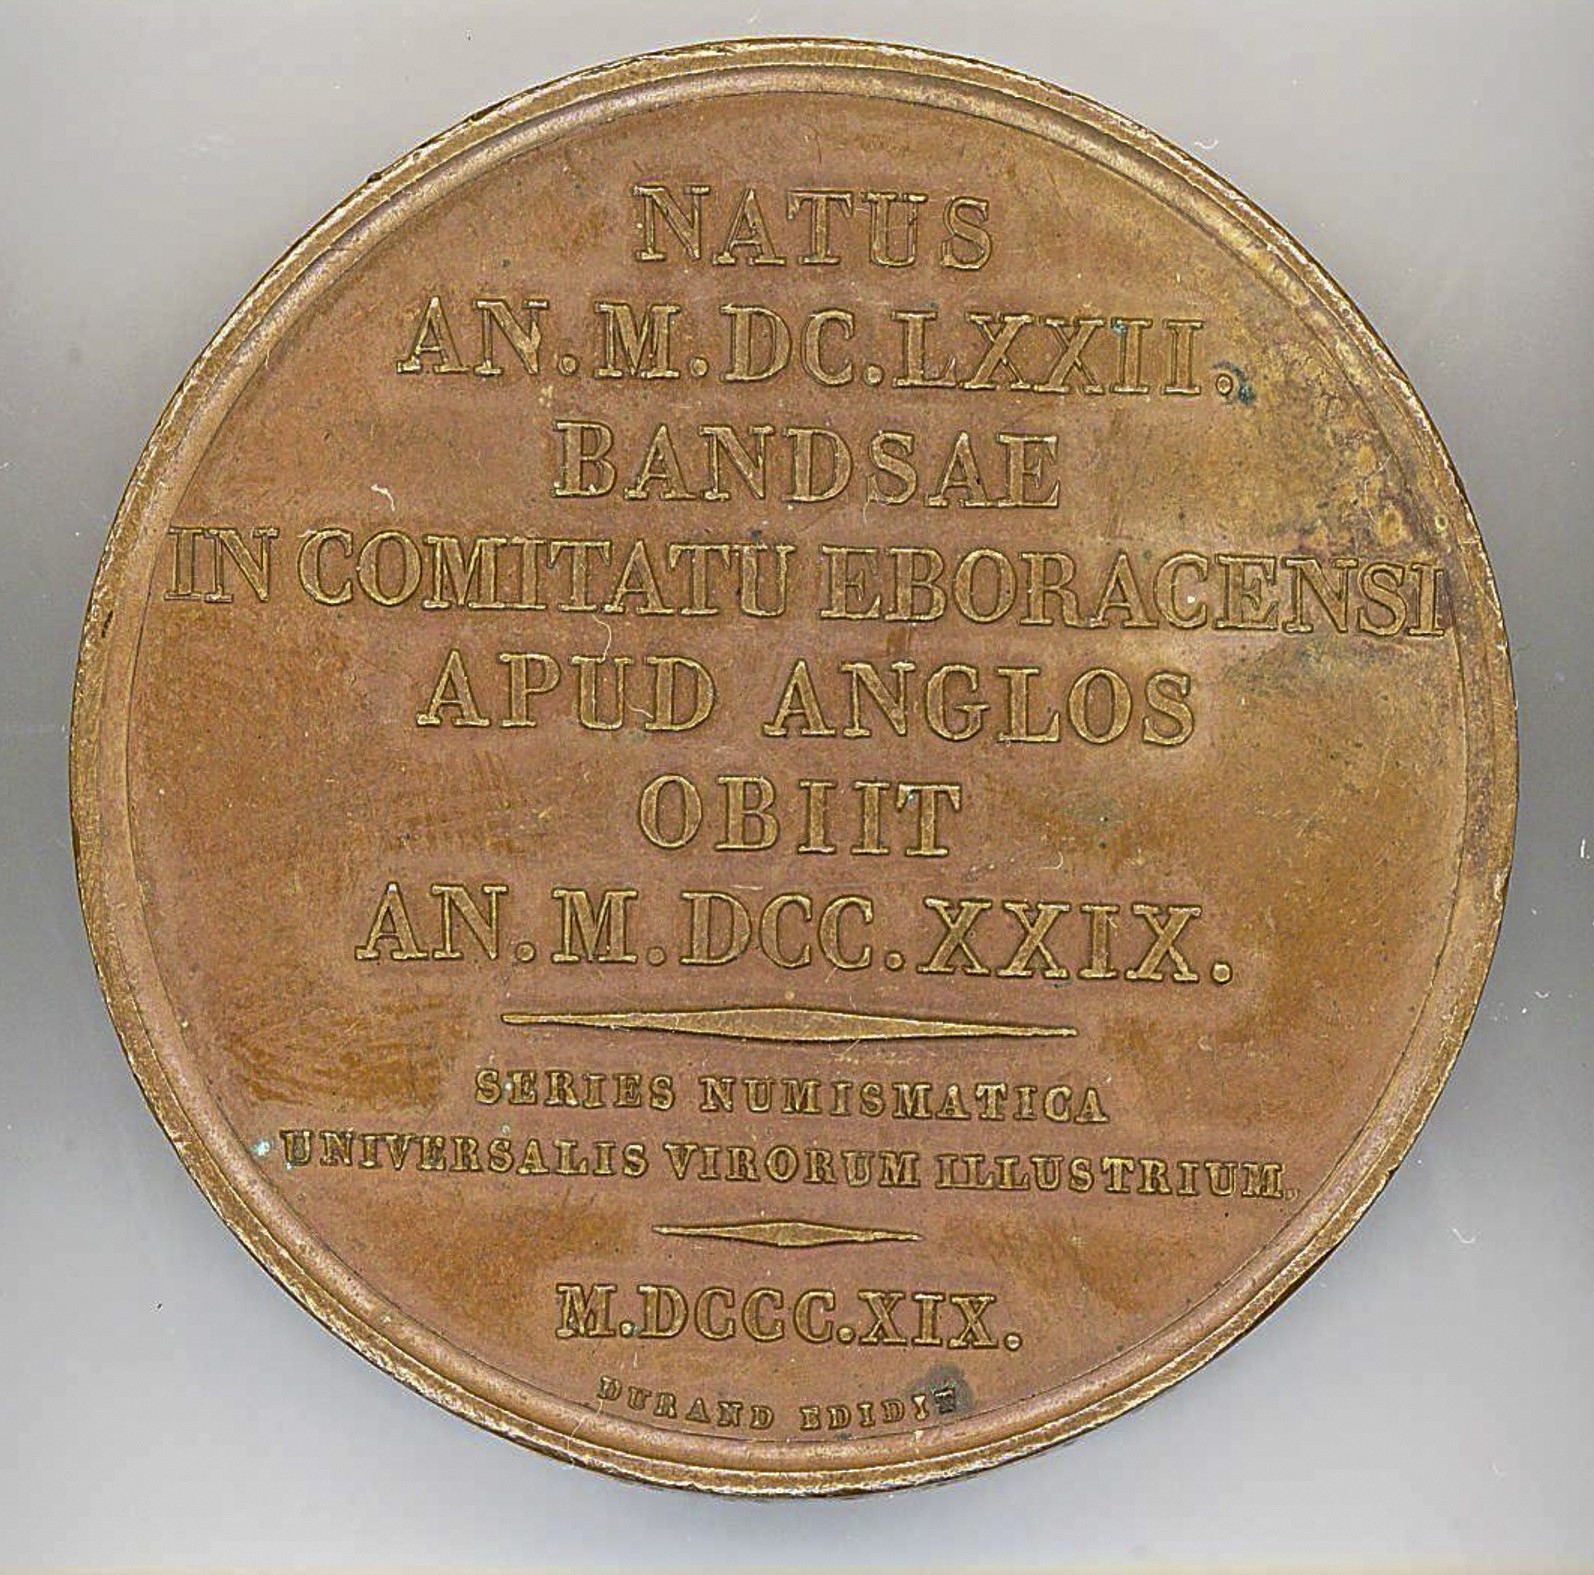 NATUS
AN.M.DC.LXXII.
BANDSAE
IN COMITATU EBORACENSI
APUD ANGLOS
OBIIT
AN.M.DCC.XXIX.
SERIES NUMISMATICA
UNIVERSALIS VIRORUM ILLUSTRIUM.
M.DCCC.XIX.
DURAND EDIDIT